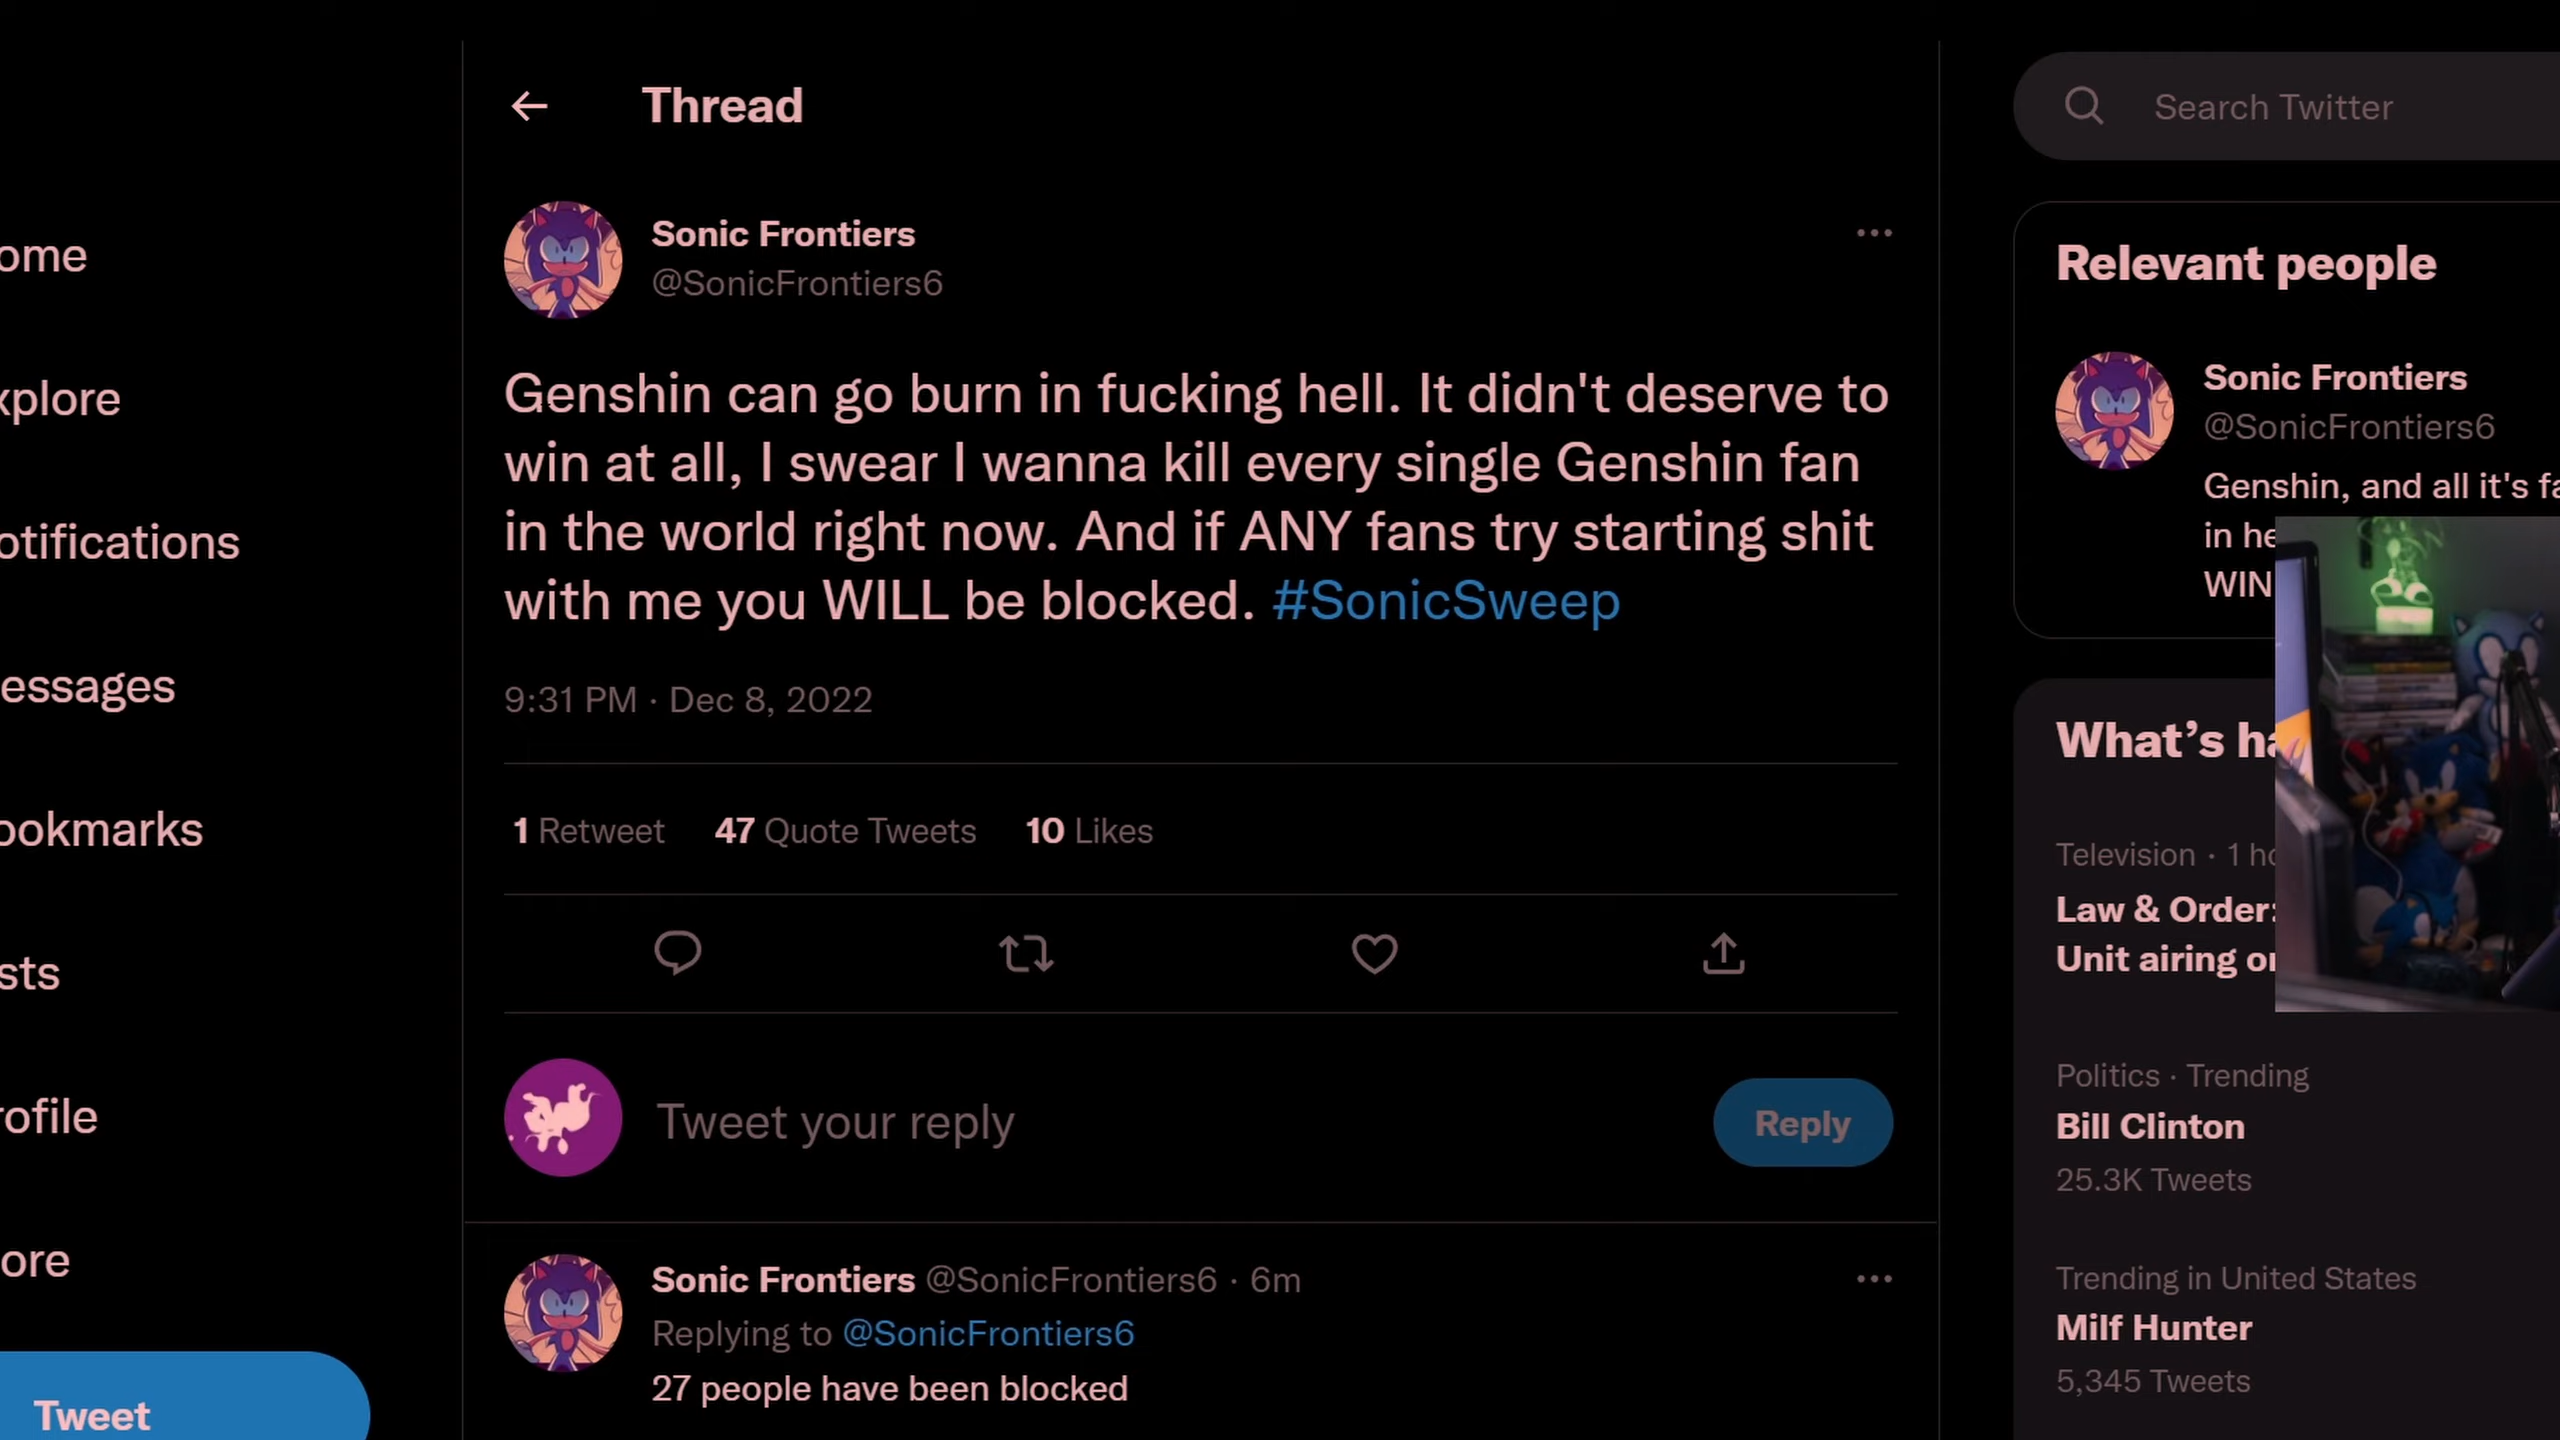 Thread
Search Twitter
Sonic Frontiers
@SonicFrontiers6
Genshin can go burn in fucking hell. It didn't deserve to
win at all, I swear I wanna kill every single Genshin fan
in the world right now. And if ANY fans try starting shit
with me you WILL be blocked. #SonicSweep
9:31 PM · Dec 8, 2022
1 Retweet 47 Quote Tweets 10 Likes
Tweet your reply
Reply
Sonic Frontiers @SonicFrontiers6 · 6m
Replying to @SonicFrontiers6
27 people have been blocked
ome
xplore
otifications
essages
ookmarks
sts
rofile
ore
Tweet
Relevant people
Sonic Frontiers
@SonicFrontiers6
Genshin, and all it's fa
in he
WIN
What's ha
Television · 1 ho
Law & Order:
Unit airing on
Politics · Trending
Bill Clinton
25.3K Tweets
Trending in United States
Milf Hunter
5,345 Tweets